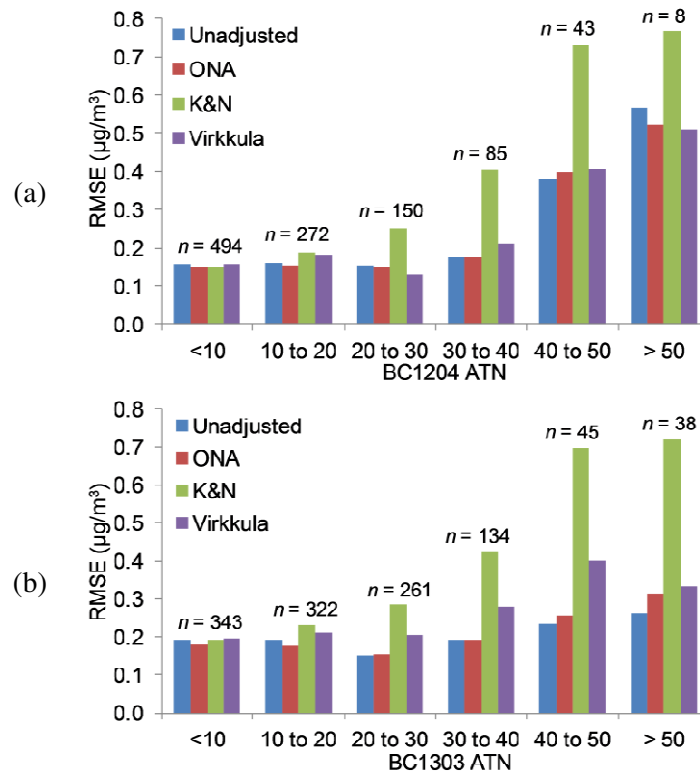 (a)
RMSE (µg/m³)
0.8
0.7
0.6
0.5
0.4
0.3
0.2
0.1
0.0
Unadjusted
ONA
K&N
Virkkula
n = 494
n = 272
n – 150
n = 85
n = 43
n = 8
<10
10 to 20
20 to 30
30 to 40
40 to 50
> 50
BC1204 ATN
(b)
RMSE (µg/m³)
0.8
0.7
0.6
0.5
0.4
0.3
0.2
0.1
0.0
Unadjusted
ONA
K&N
Virkkula
n = 343
n = 322
n = 261
n = 134
n = 45
n = 38
<10
10 to 20
20 to 30
30 to 40
40 to 50
> 50
BC1303 ATN